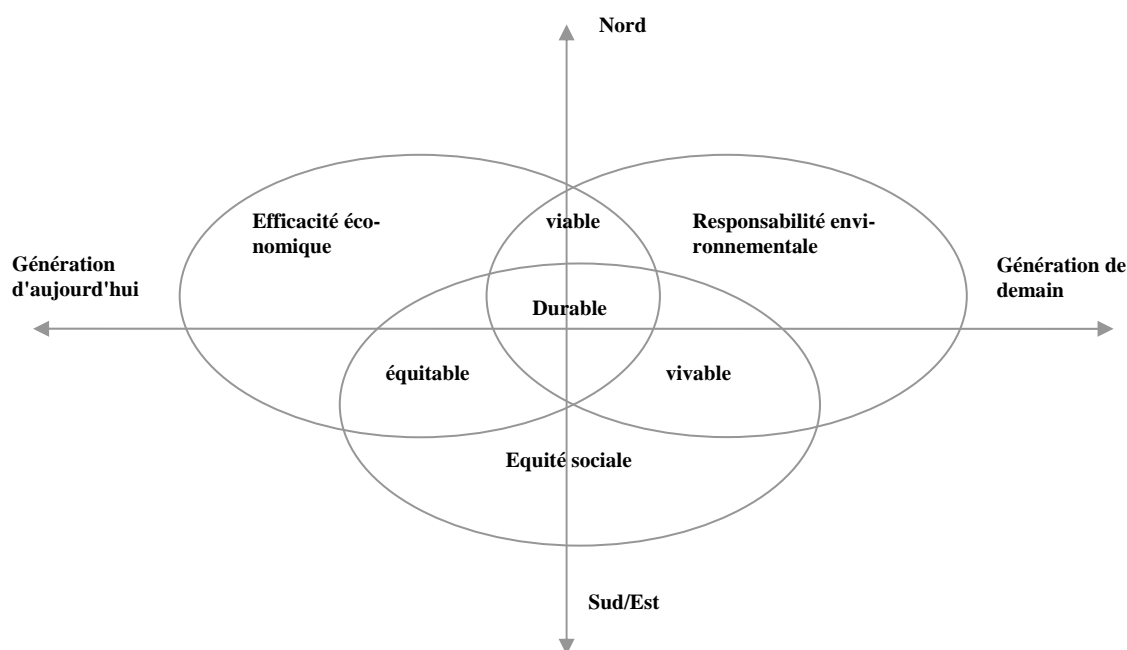 Nord
Efficacité éco-
nomique
viable
Responsabilité envi-
ronnementale
Génération
d'aujourd'hui
Génération de
demain
Durable
équitable
vivable
Equité sociale
Sud/Est